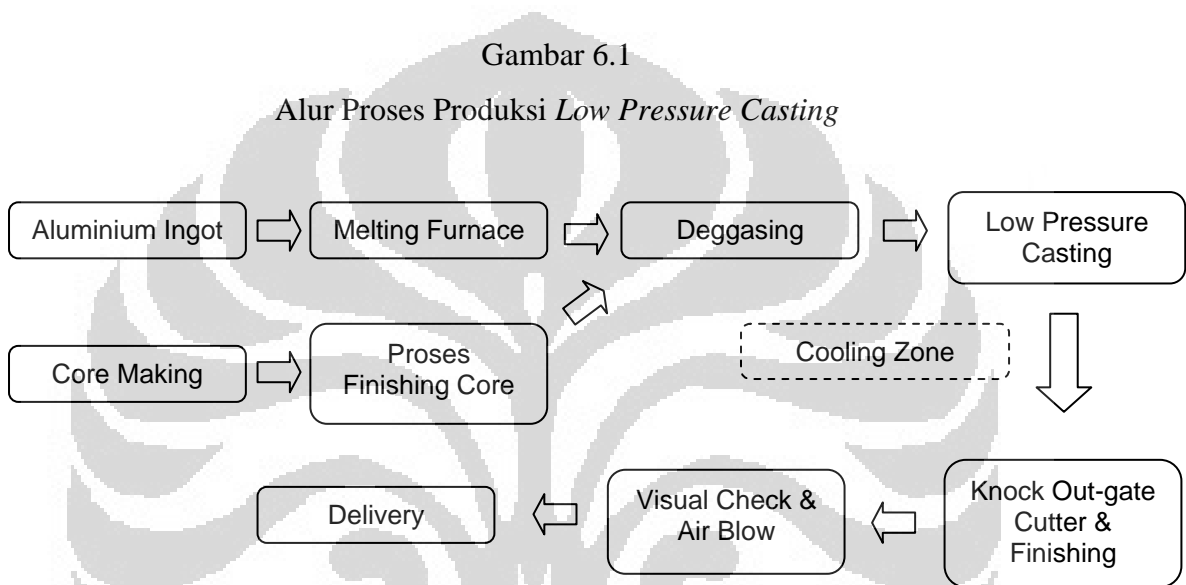 Gambar 6.1
Alur Proses Produksi Low Pressure Casting
Aluminium Ingot
Melting Furnace
Deggasing
Low Pressure
Casting
Core Making
Proses
Finishing Core
Cooling Zone
Delivery
Visual Check &
Air Blow
Knock Out-gate
Cutter &
Finishing